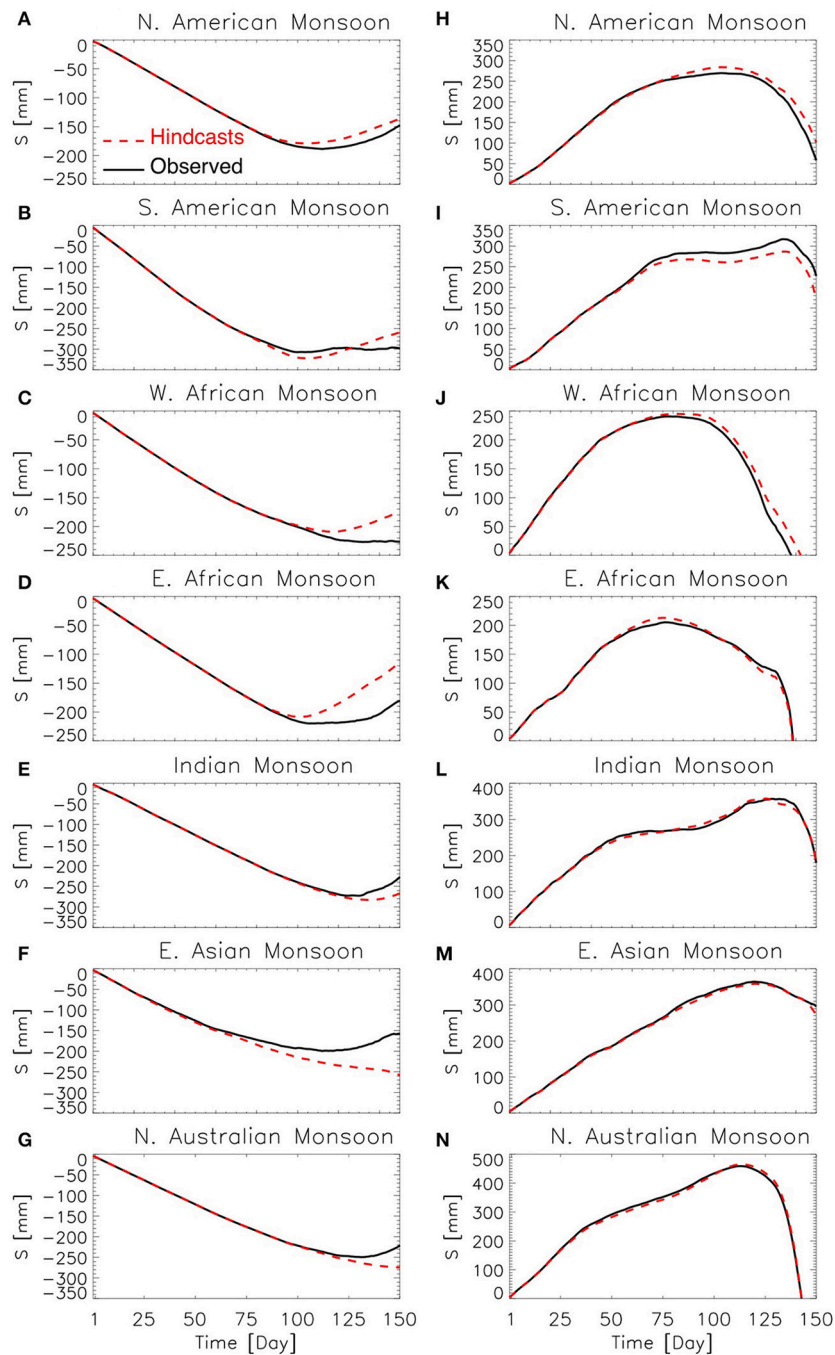 A N. American Monsoon
0
−50
−100
−150
−200
−250
S [mm]
Hindcasts
Observed
H N. American Monsoon
350
300
250
200
150
100
50
0
S [mm]
B S. American Monsoon
0
−50
−100
−150
−200
−250
−300
−350
S [mm]
I S. American Monsoon
300
200
100
0
S [mm]
C W. African Monsoon
0
−50
−100
−150
−200
−250
S [mm]
J W. African Monsoon
250
200
150
100
50
0
S [mm]
D E. African Monsoon
0
−50
−100
−150
−200
−250
S [mm]
K E. African Monsoon
250
200
150
100
50
0
S [mm]
E Indian Monsoon
0
−50
−100
−150
−200
−250
−300
−350
S [mm]
L Indian Monsoon
400
300
200
100
0
S [mm]
F E. Asian Monsoon
0
−50
−100
−150
−200
−250
−300
−350
S [mm]
M E. Asian Monsoon
400
300
200
100
0
S [mm]
G N. Australian Monsoon
0
−50
−100
−150
−200
−250
−300
−350
S [mm]
1 25 50 75 100 125 150
Time [Day]
N N. Australian Monsoon
500
400
300
200
100
0
S [mm]
1 25 50 75 100 125 150
Time [Day]